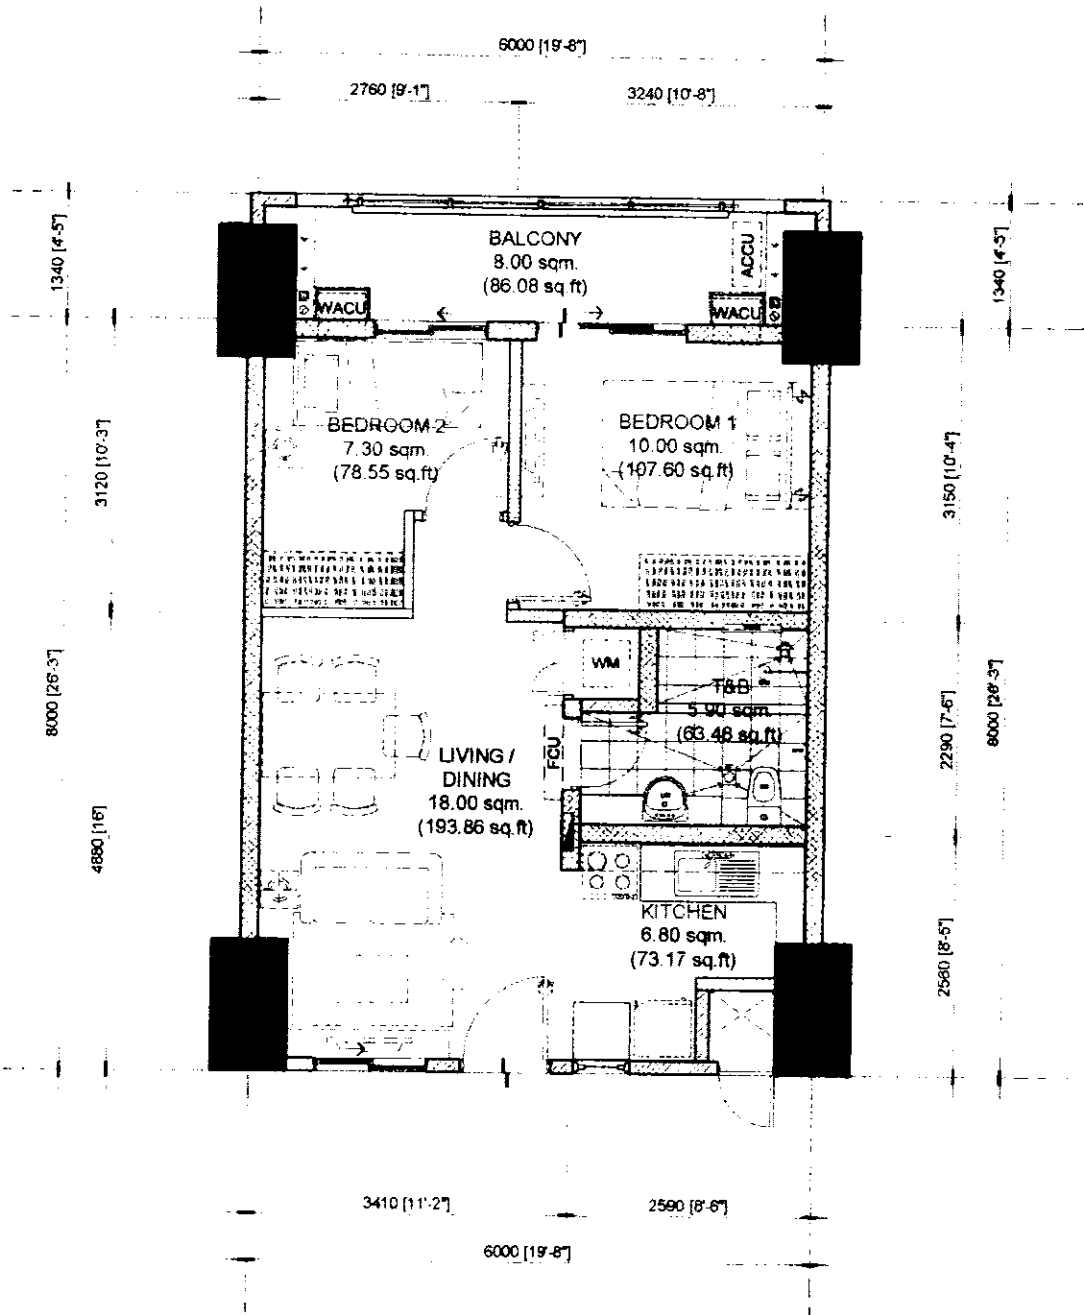 6000 [19'-8"]
2760 [9'-1"]
3240 [10'-8"]
1340 [4'-5"]
1340 [4'-5"]
BALCONY
8.00 sqm.
(86.08 sq.ft)
ACCU
WACU
WACU
BEDROOM 2
7.30 sqm.
(78.55 sq.ft)
BEDROOM 1
10.00 sqm.
(107.60 sq.ft)
3120 [10'-3"]
3150 [10'-4"]
WM
T&B
5.90 sqm.
(63.48 sq.ft)
FCU
8000 [26'-3"]
2290 [7'-6"]
8000 [26'-3"]
LIVING /
DINING
18.00 sqm.
(193.86 sq.ft)
4880 [16']
KITCHEN
6.80 sqm.
(73.17 sq.ft)
2560 [8'-5"]
3410 [11'-2"]
2590 [8'-6"]
6000 [19'-8"]